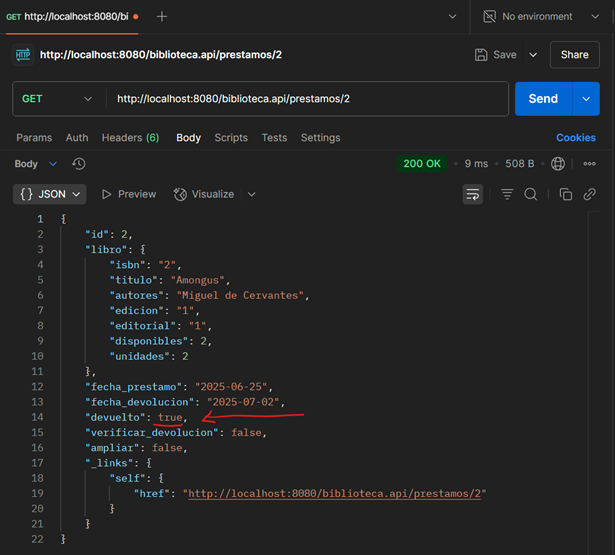 GET http://localhost:8080/bi
No environment
HTTP http://localhost:8080/biblioteca.api/prestamos/2
Save
Share
GET http://localhost:8080/biblioteca.api/prestamos/2
Send
Params Auth Headers (6) Body Scripts Tests Settings
Cookies
Body 200 OK • 9 ms • 508 B •
{} JSON Preview Visualize
1 {
2 "id": 2,
3 "libro": {
4 "isbn": "2",
5 "titulo": "Amongus",
6 "autores": "Miguel de Cervantes",
7 "edicion": "1",
8 "editorial": "1",
9 "disponibles": 2,
10 "unidades": 2
11 },
12 "fecha_prestamo": "2025-06-25",
13 "fecha_devolucion": "2025-07-02",
14 "devuelto": true,
15 "verificar_devolucion": false,
16 "ampliar": false,
17 "_links": {
18 "self": {
19 "href": "http://localhost:8080/biblioteca.api/prestamos/2"
20 }
21 }
22 }